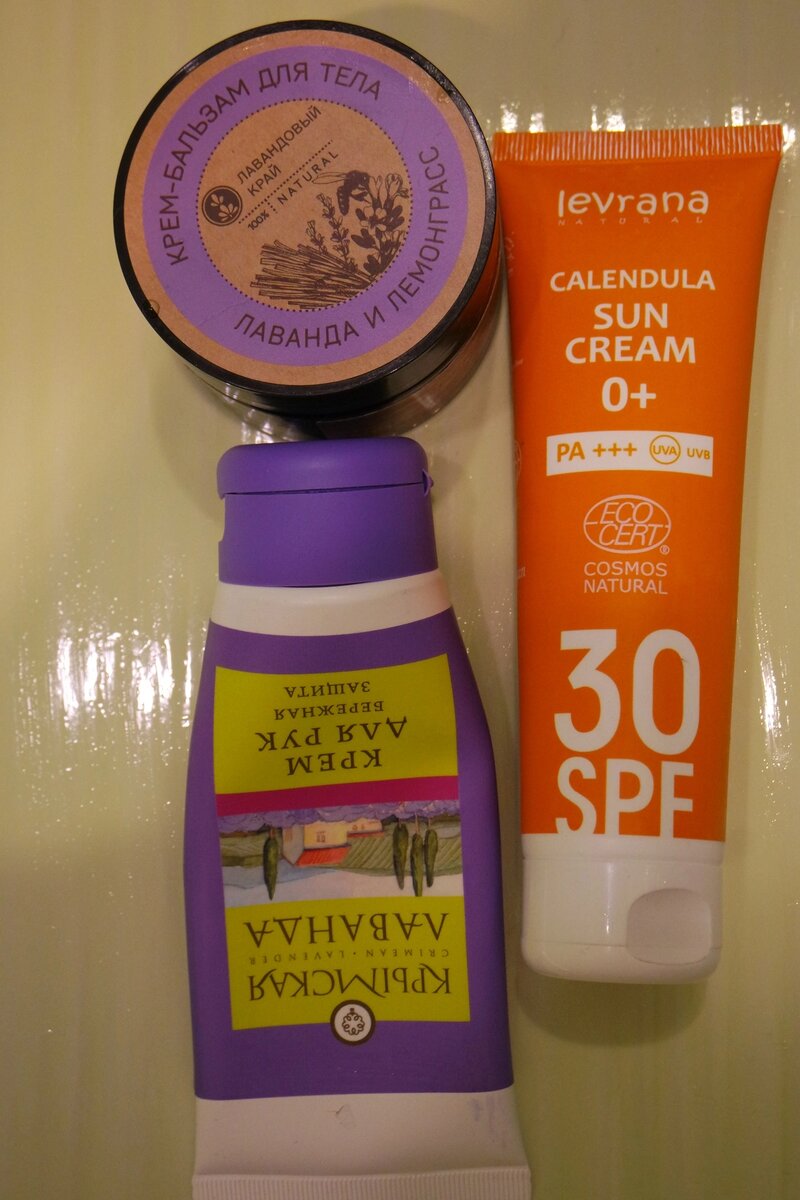 КРЕМ-БАЛЬЗАМ ДЛЯ ТЕЛА
ЛАВАНДОВЫЙ
КРАЙ
100% NATURAL
ЛАВАНДА И ЛЕМОНГРАСС
levrana
NATURAL
CALENDULA
SUN
CREAM
0+
PA +++ UVA UVB
ECO
CERT
®
COSMOS
NATURAL
30
SPF
КРЫМСКАЯ
CRIMEAN • LAVENDER
ЛАВАНДА
КРЕМ
ДЛЯ РУК
БЕРЕЖНАЯ
ЗАЩИТА